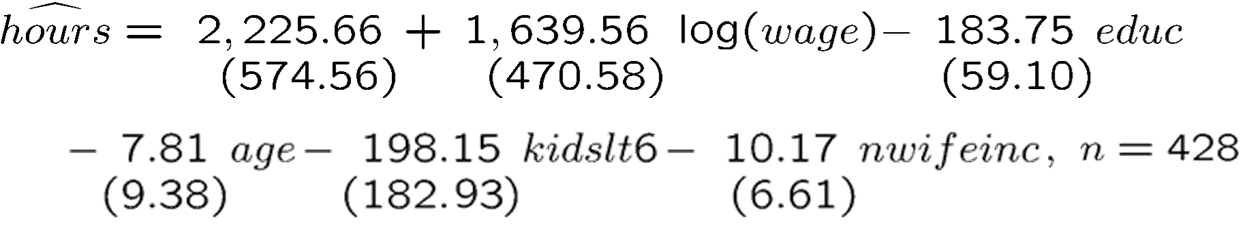 hours^ = 2,225.66 + 1,639.56 log(wage)− 183.75 educ
(574.56) (470.58) (59.10)
− 7.81 age− 198.15 kidslt6− 10.17 nwifeinc, n = 428
(9.38) (182.93) (6.61)